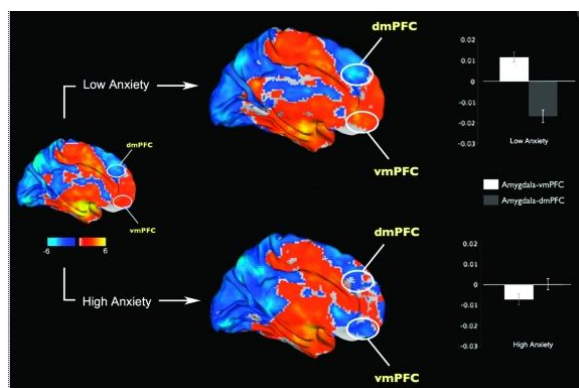 dmPFC
Low Anxiety
vmPFC
dmPFC
vmPFC
-6 6
dmPFC
High Anxiety
vmPFC
0.02
0.01
0
-0.01
-0.02
-0.03
Low Anxiety
Amygdala-vmPFC
Amygdala-dmPFC
0.02
0.01
0
-0.01
-0.02
-0.03
High Anxiety